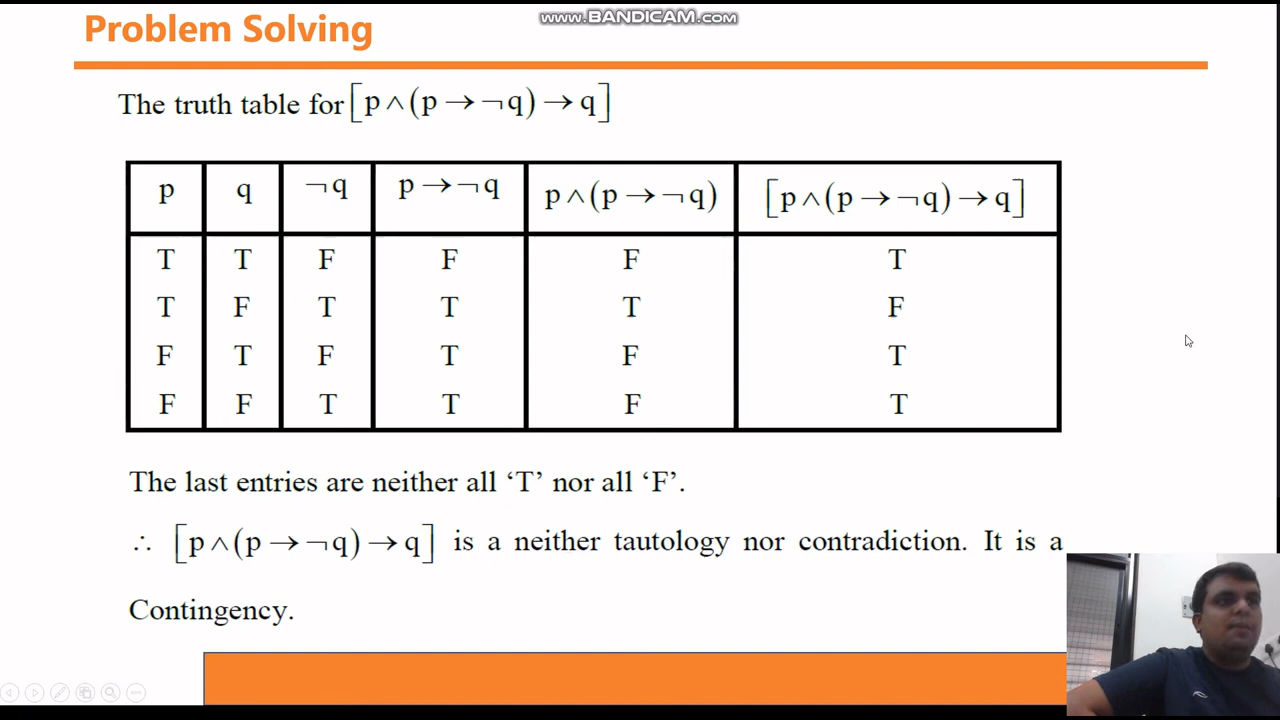 www.BANDICAM.com
Problem Solving
The truth table for [p ∧ (p → ¬q) → q]
p q ¬q p → ¬q p ∧ (p → ¬q) [p ∧ (p → ¬q) → q]
T T F F F T
T F T T T F
F T F T F T
F F T T F T
The last entries are neither all ‘T’ nor all ‘F’.
∴ [p ∧ (p → ¬q) → q] is a neither tautology nor contradiction. It is a
Contingency.